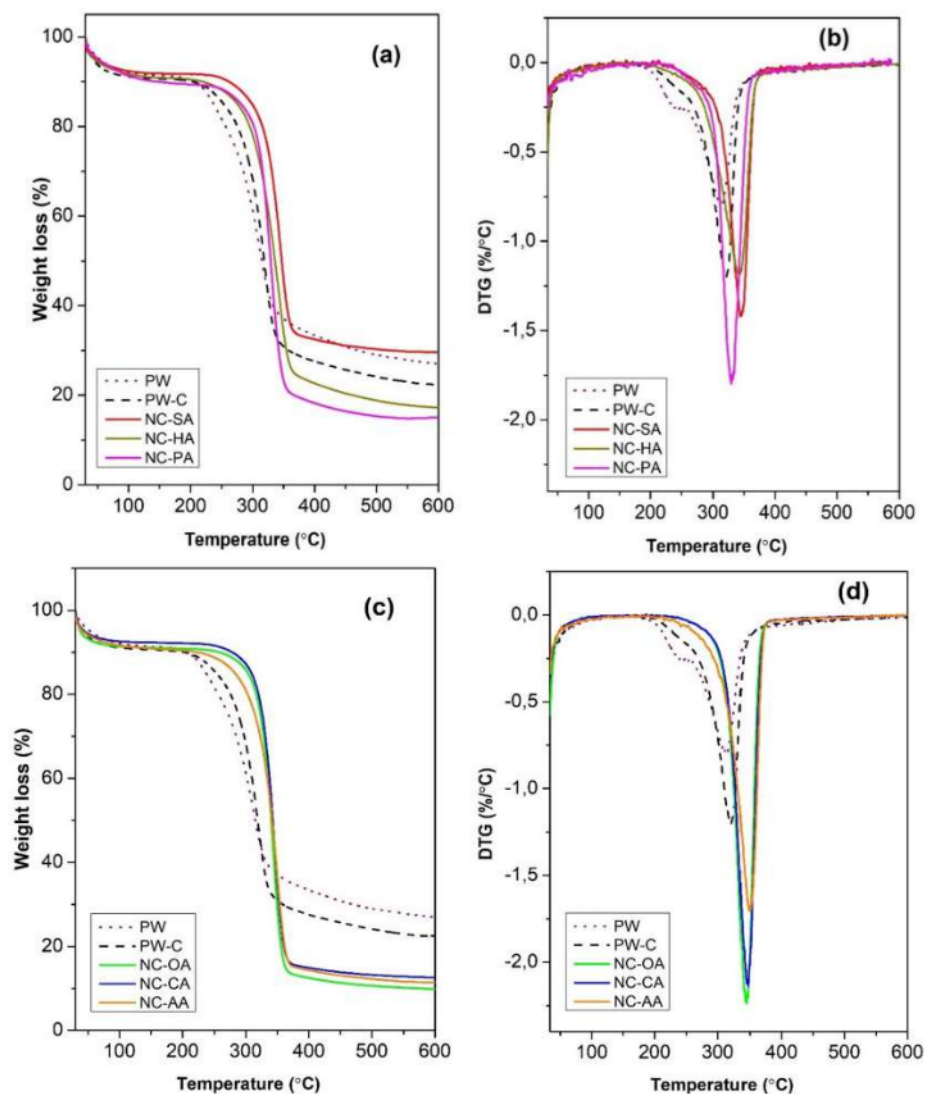 (a)
Weight loss (%)
100
80
60
40
20
0
PW
PW-C
NC-SA
NC-HA
NC-PA
100 200 300 400 500 600
Temperature (°C)
(b)
DTG (%/°C)
0,0
-0,5
-1,0
-1,5
-2,0
PW
PW-C
NC-SA
NC-HA
NC-PA
100 200 300 400 500 600
Temperature (°C)
(c)
Weight loss (%)
100
80
60
40
20
0
PW
PW-C
NC-OA
NC-CA
NC-AA
100 200 300 400 500 600
Temperature (°C)
(d)
DTG (%/°C)
0,0
-0,5
-1,0
-1,5
-2,0
PW
PW-C
NC-OA
NC-CA
NC-AA
100 200 300 400 500 600
Temperature (°C)